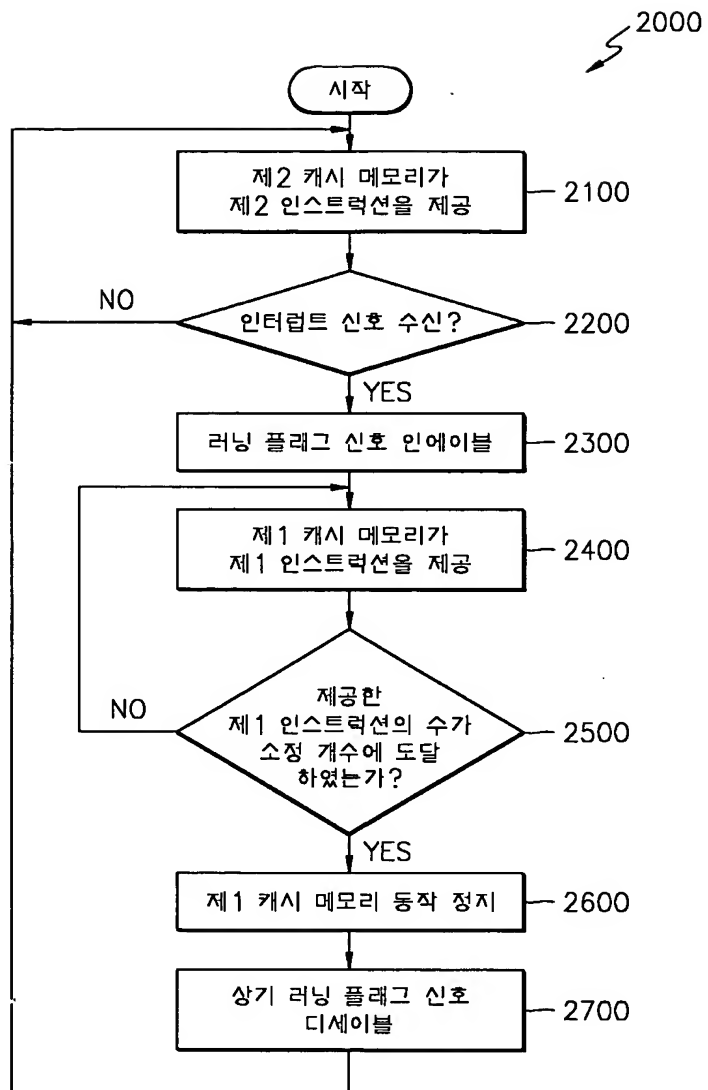 2000
시작
제2 캐시 메모리가
제2 인스트럭션을 제공
2100
NO
인터럽트 신호 수신?
2200
YES
러닝 플래그 신호 인에이블
2300
제1 캐시 메모리가
제1 인스트럭션을 제공
2400
NO
제공한
제1 인스트럭션의 수가
소정 개수에 도달
하였는가?
2500
YES
제1 캐시 메모리 동작 정지
2600
상기 러닝 플래그 신호
디세이블
2700